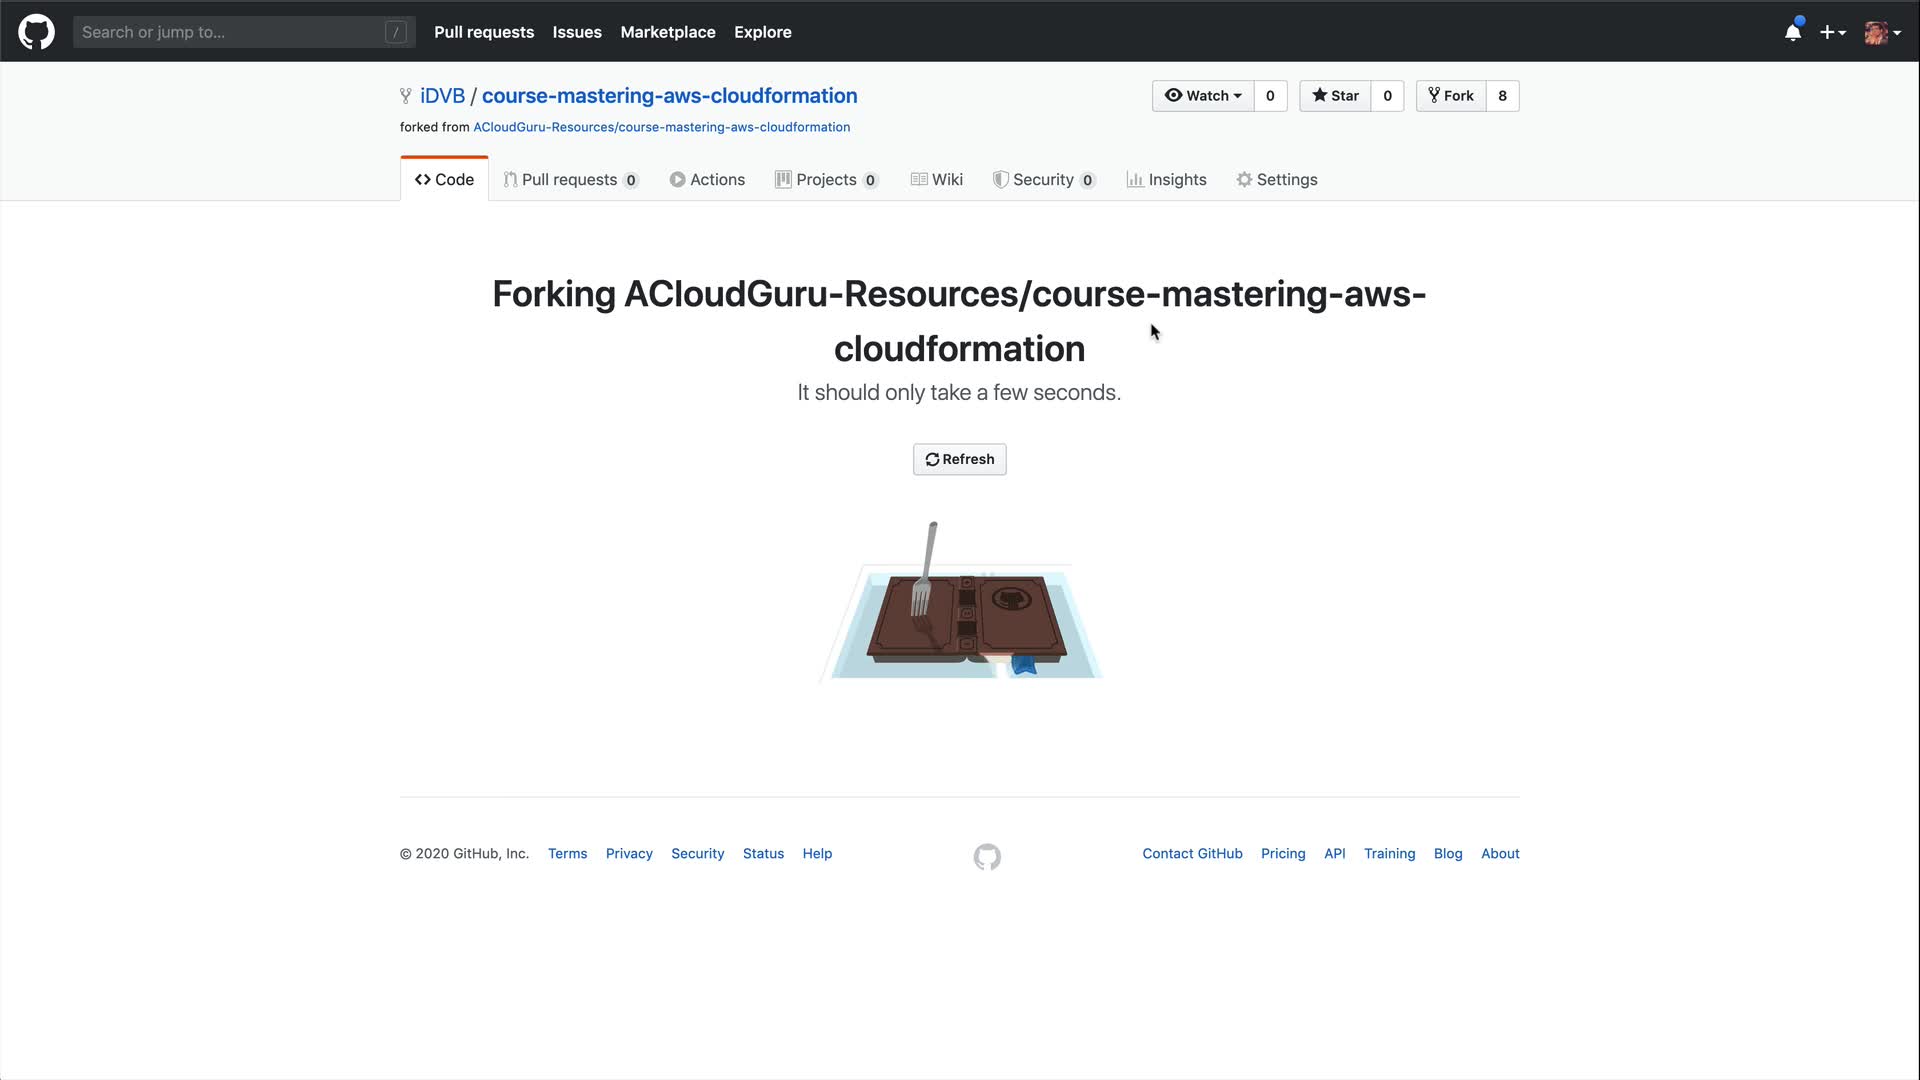 Search or jump to... /
Pull requests Issues Marketplace Explore
iDVB / course-mastering-aws-cloudformation
Watch 0 Star 0 Fork 8
forked from ACloudGuru-Resources/course-mastering-aws-cloudformation
Code Pull requests 0 Actions Projects 0 Wiki Security 0 Insights Settings
Forking ACloudGuru-Resources/course-mastering-aws-
cloudformation
It should only take a few seconds.
Refresh
© 2020 GitHub, Inc. Terms Privacy Security Status Help Contact GitHub Pricing API Training Blog About